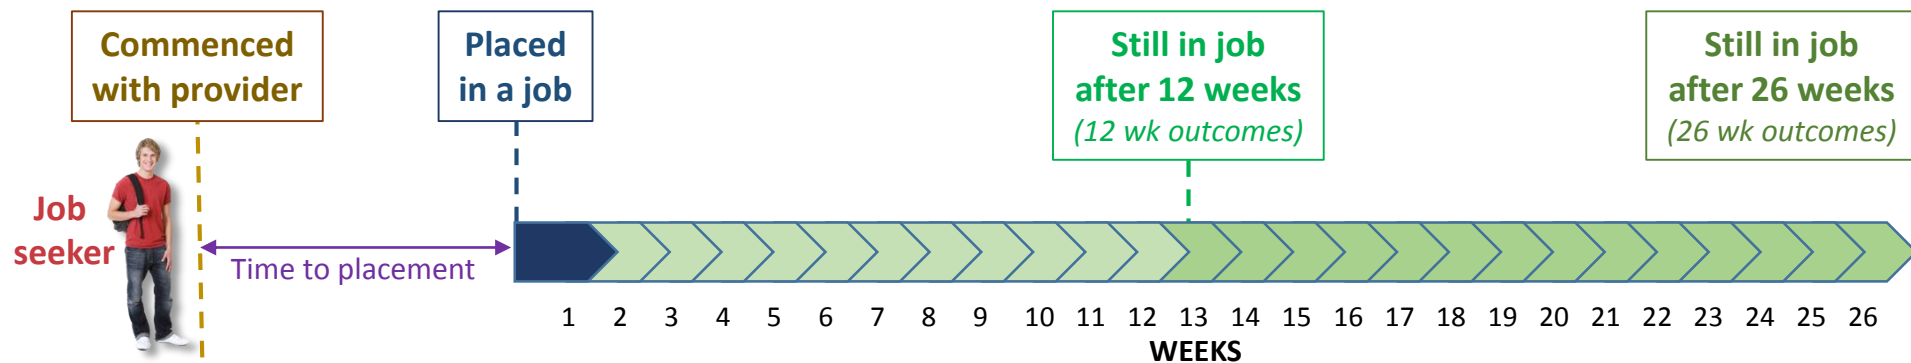 Commenced
with provider
Placed
in a job
Still in job
after 12 weeks
(12 wk outcomes)
Still in job
after 26 weeks
(26 wk outcomes)
Job
seeker
Time to placement
1 2 3 4 5 6 7 8 9 10 11 12 13 14 15 16 17 18 19 20 21 22 23 24 25 26
WEEKS